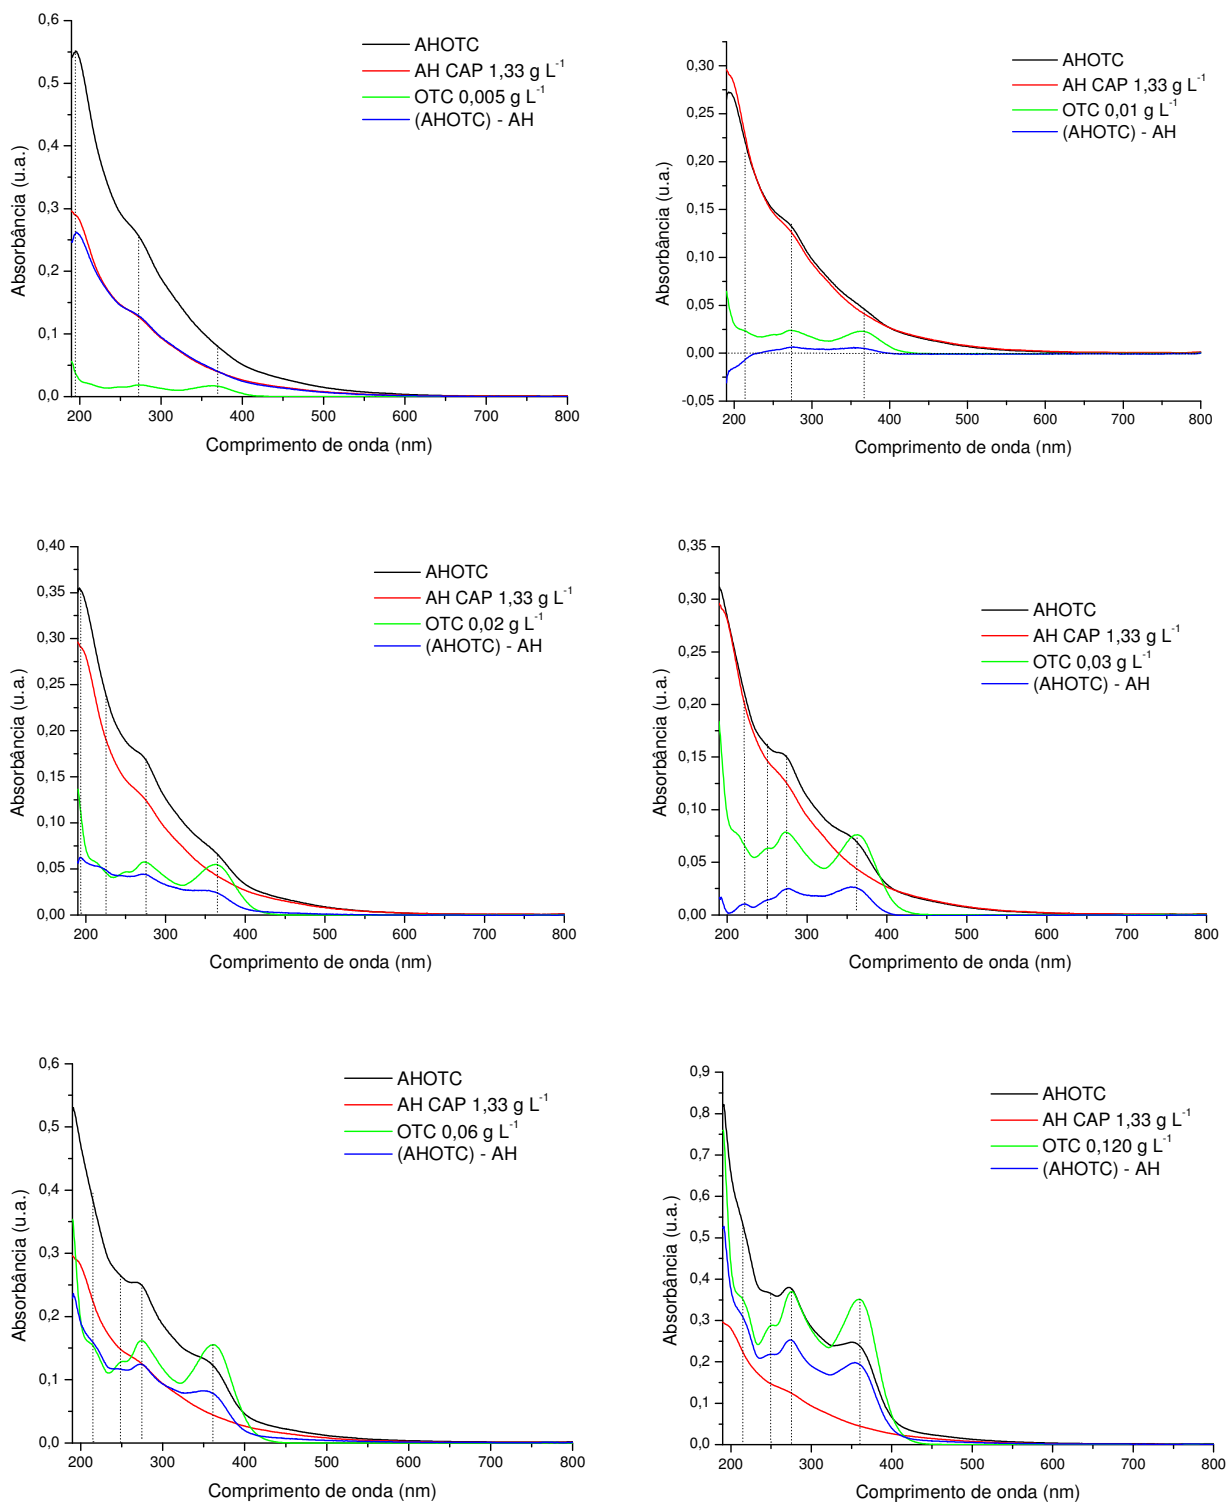 0,6
0,5
0,4
0,3
0,2
0,1
0,0
200 300 400 500 600 700 800
Absorbância (u.a.)
Comprimento de onda (nm)
AHOTC
AH CAP 1,33 g L⁻¹
OTC 0,005 g L⁻¹
(AHOTC) - AH
0,30
0,25
0,20
0,15
0,10
0,05
0,00
-0,05
200 300 400 500 600 700 800
Absorbância (u.a.)
Comprimento de onda (nm)
AHOTC
AH CAP 1,33 g L⁻¹
OTC 0,01 g L⁻¹
(AHOTC) - AH
0,40
0,35
0,30
0,25
0,20
0,15
0,10
0,05
0,00
200 300 400 500 600 700 800
Absorbância (u.a.)
Comprimento de onda (nm)
AHOTC
AH CAP 1,33 g L⁻¹
OTC 0,02 g L⁻¹
(AHOTC) - AH
0,35
0,30
0,25
0,20
0,15
0,10
0,05
0,00
200 300 400 500 600 700 800
Absorbância (u.a.)
Comprimento de onda (nm)
AHOTC
AH CAP 1,33 g L⁻¹
OTC 0,03 g L⁻¹
(AHOTC) - AH
0,6
0,5
0,4
0,3
0,2
0,1
0,0
200 300 400 500 600 700 800
Absorbância (u.a.)
Comprimento de onda (nm)
AHOTC
AH CAP 1,33 g L⁻¹
OTC 0,06 g L⁻¹
(AHOTC) - AH
0,9
0,8
0,7
0,6
0,5
0,4
0,3
0,2
0,1
0,0
200 300 400 500 600 700 800
Absorbância (u.a.)
Comprimento de onda (nm)
AHOTC
AH CAP 1,33 g L⁻¹
OTC 0,120 g L⁻¹
(AHOTC) - AH